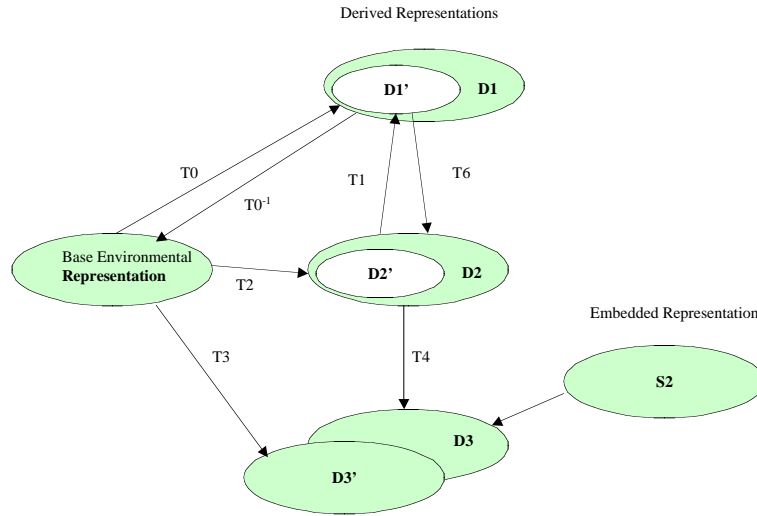 Derived Representations
D1’
D1
T0
T0-1
T1
T6
Base Environmental
Representation
T2
D2’
D2
Embedded Representation
T3
T4
S2
D3
D3’